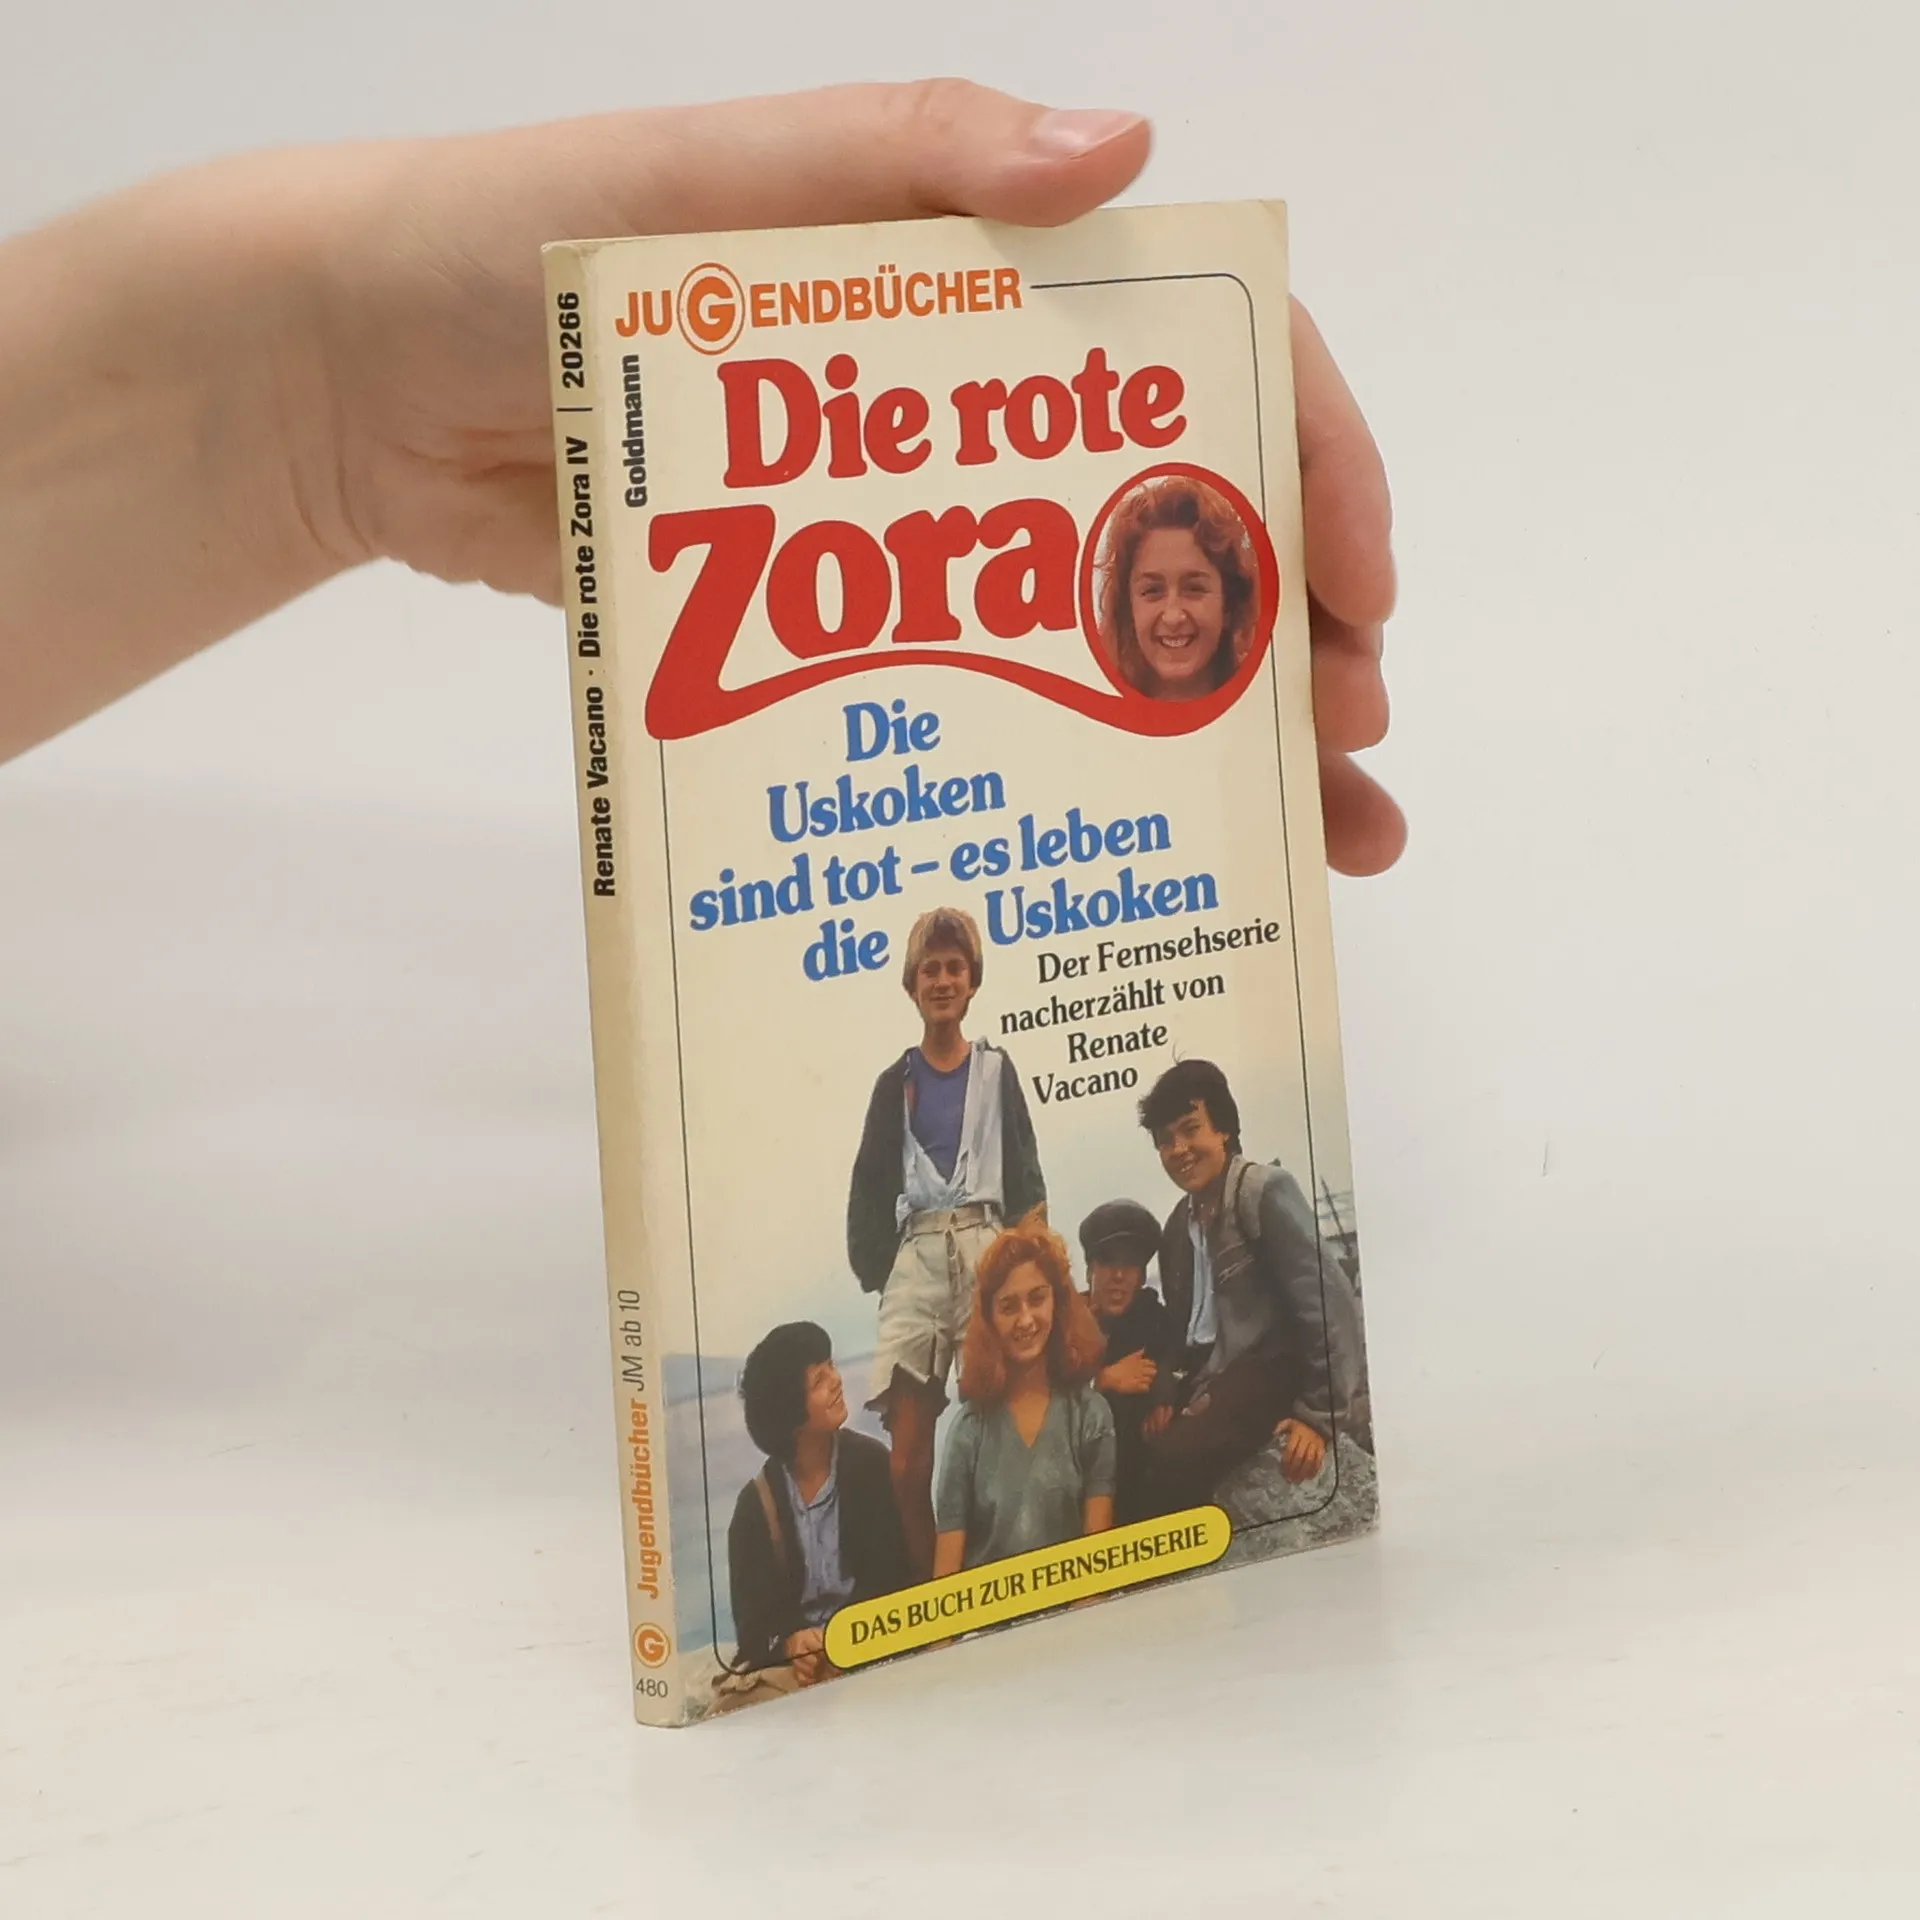 Renate Vacano · Die rote Zora IV | 20266
Jugendbücher JM ab 10
G
480
JUGENDBÜCHER
Goldmann
Die rote
Zora
Die
Uskoken
sind tot – es leben
die Uskoken
Der Fernsehserie
nacherzählt von
Renate
Vacano
DAS BUCH ZUR FERNSEHSERIE